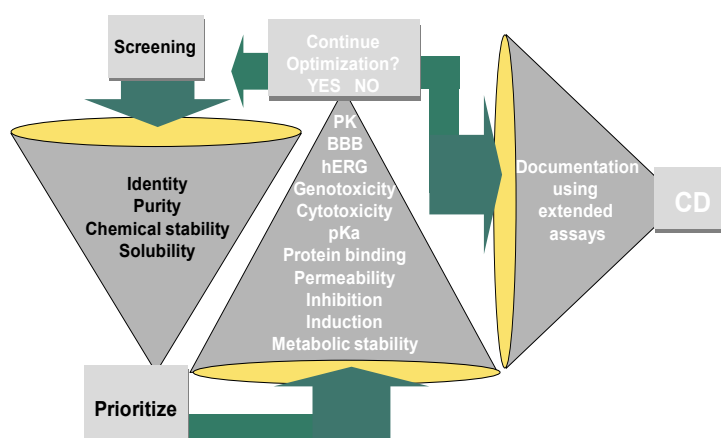 Screening
Continue
Optimization?
YES NO
Identity
Purity
Chemical stability
Solubility
PK
BBB
hERG
Genotoxicity
Cytotoxicity
pKa
Protein binding
Permeability
Inhibition
Induction
Metabolic stability
Documentation
using
extended
assays
CD
Prioritize